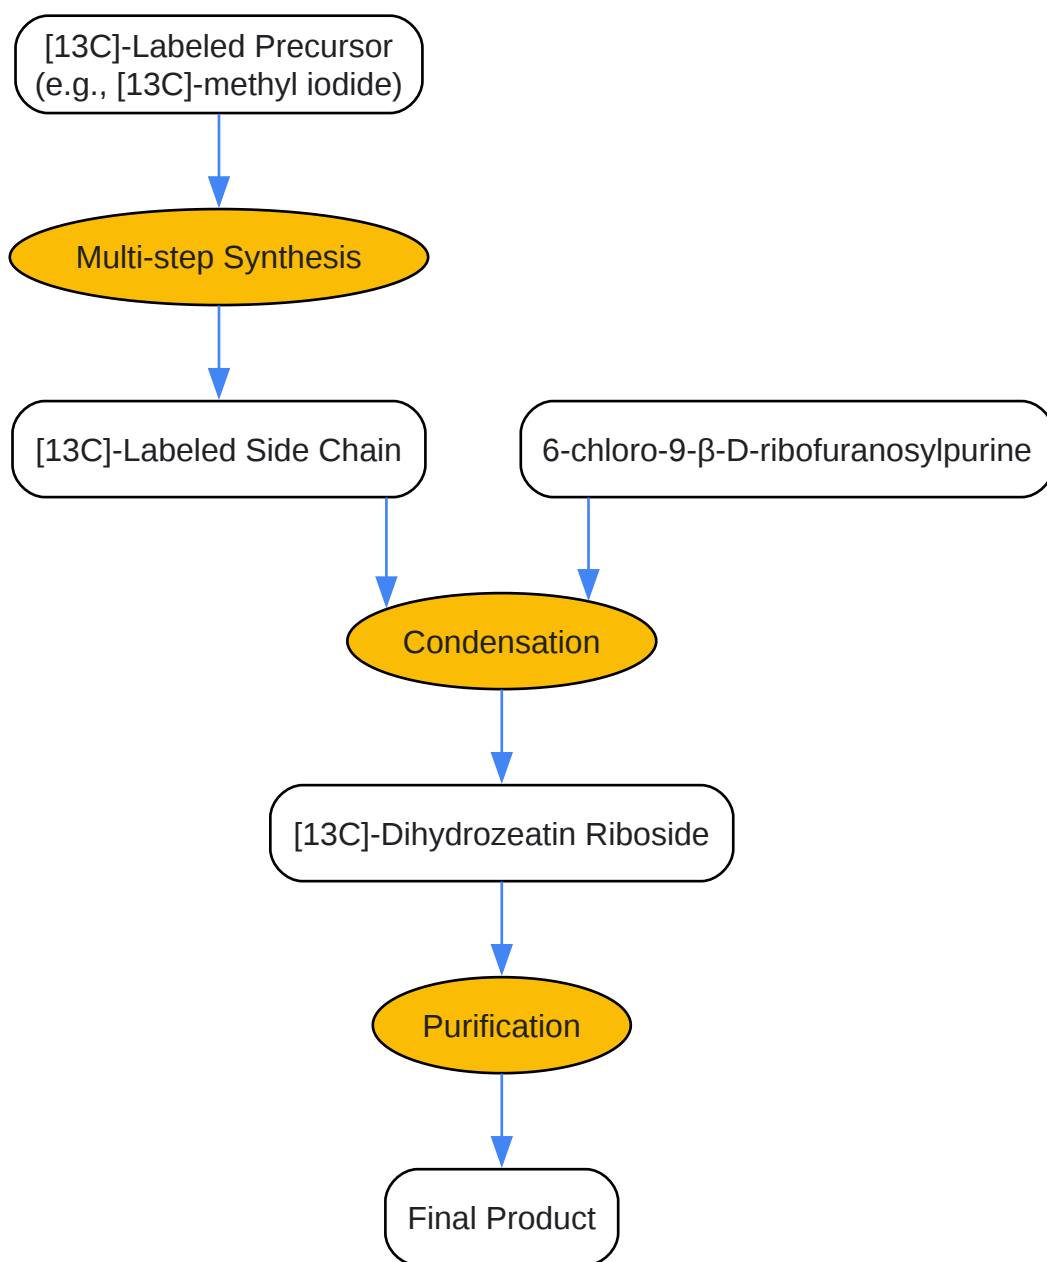 [13C]-Labeled Precursor
(e.g., [13C]-methyl iodide)
Multi-step Synthesis
[13C]-Labeled Side Chain
6-chloro-9-β-D-ribofuranosylpurine
Condensation
[13C]-Dihydrozeatin Riboside
Purification
Final Product